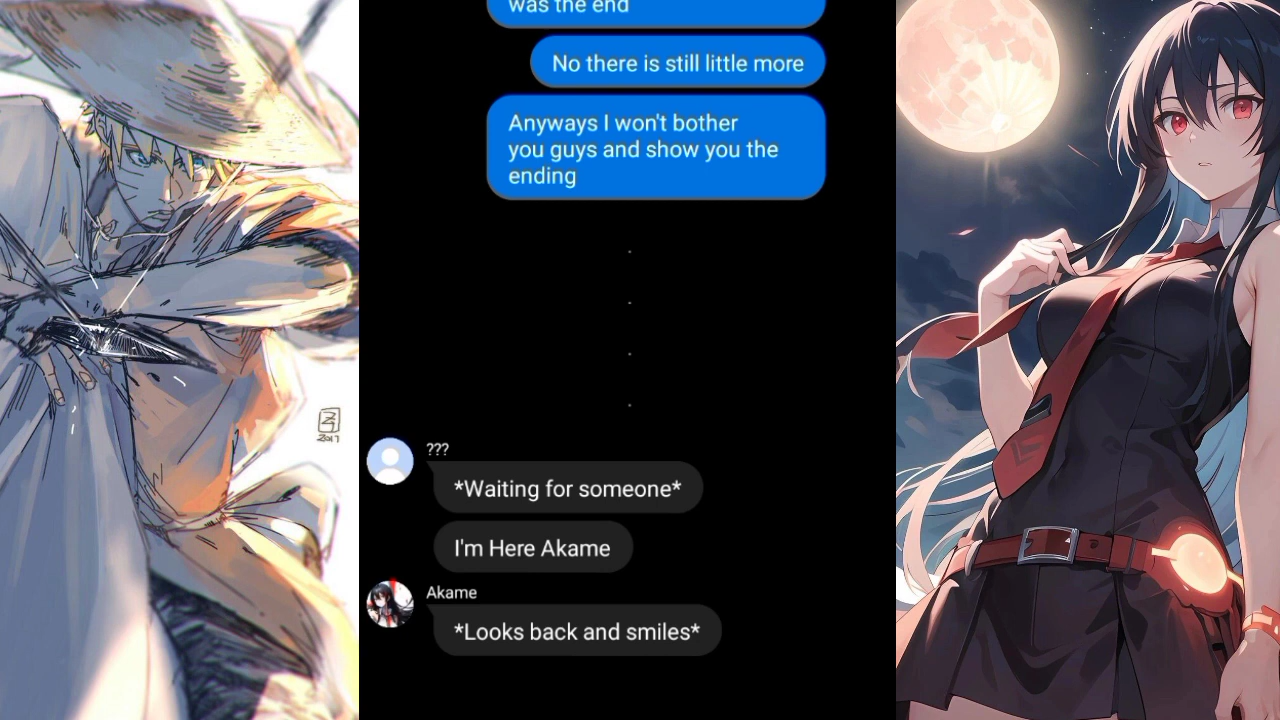 was the end
No there is still little more
Anyways I won't bother
you guys and show you the
ending
.
.
.
.
???
*Waiting for someone*
I'm Here Akame
Akame
*Looks back and smiles*
2017